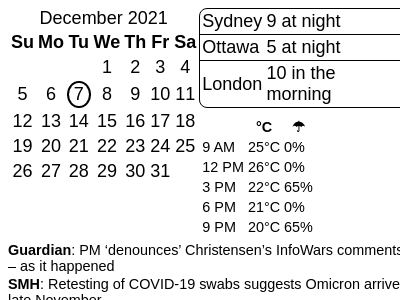 December 2021
Su Mo Tu We Th Fr Sa
1 2 3 4
5 6 7 8 9 10 11
12 13 14 15 16 17 18
19 20 21 22 23 24 25
26 27 28 29 30 31
Sydney 9 at night
Ottawa 5 at night
London 10 in the
morning
°C ☂
9 AM 25°C 0%
12 PM 26°C 0%
3 PM 22°C 65%
6 PM 21°C 0%
9 PM 20°C 65%
Guardian: PM ‘denounces’ Christensen’s InfoWars comments
– as it happened
SMH: Retesting of COVID-19 swabs suggests Omicron arrive
late November